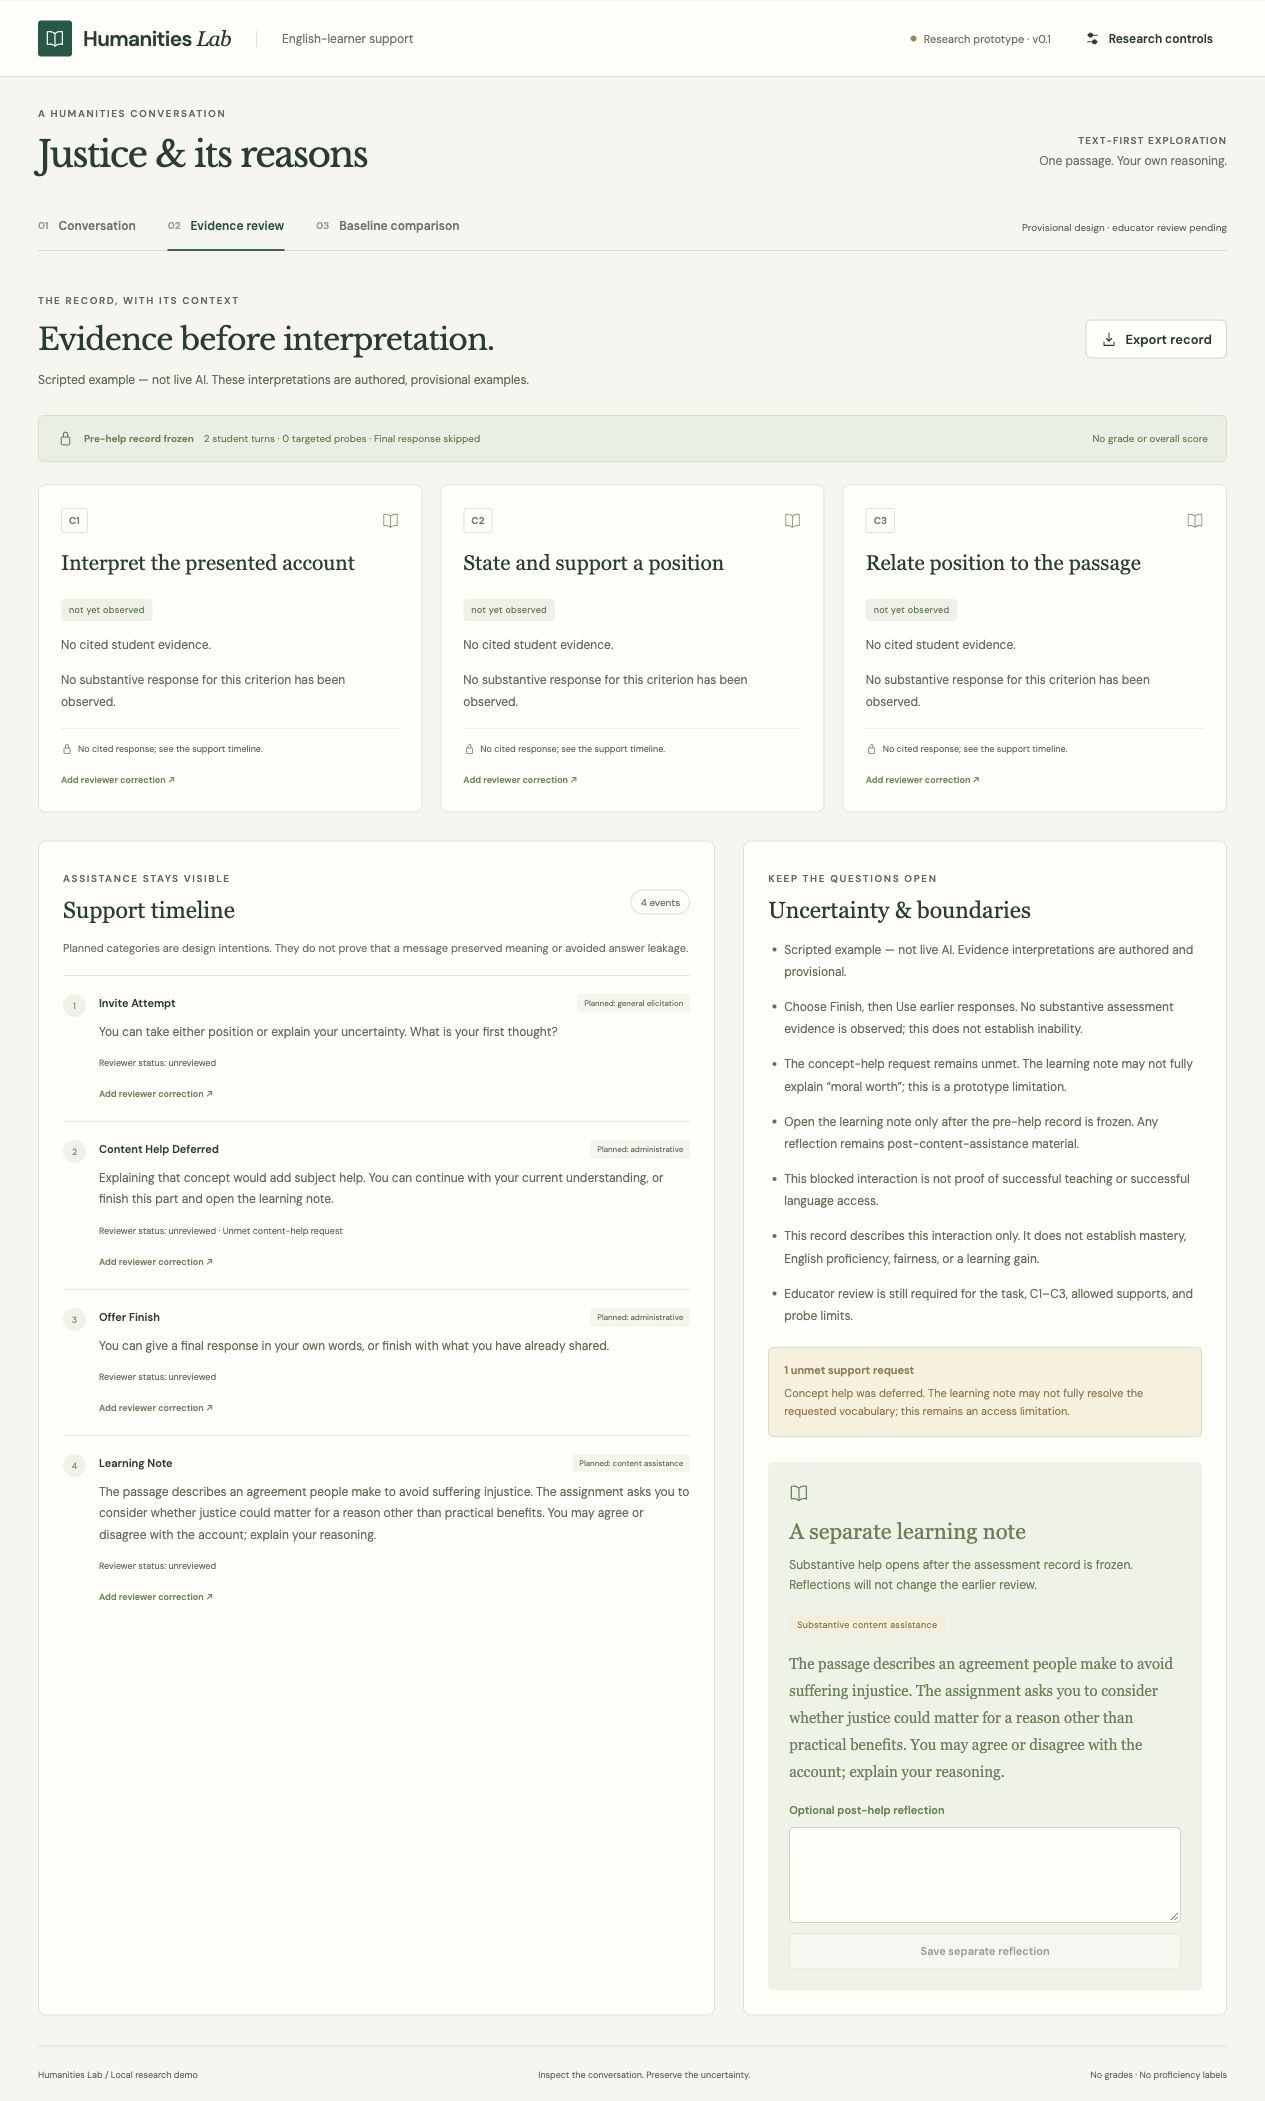 Humanities Lab
English-learner support
Research prototype · v0.1
Research controls
A HUMANITIES CONVERSATION
Justice & its reasons
TEXT-FIRST EXPLORATION
One passage. Your own reasoning.
01 Conversation
02 Evidence review
03 Baseline comparison
Provisional design · educator review pending
THE RECORD, WITH ITS CONTEXT
Evidence before interpretation.
Export record
Scripted example — not live AI. These interpretations are authored, provisional examples.
Pre-help record frozen 2 student turns · 0 targeted probes · Final response skipped
No grade or overall score
C1
Interpret the presented account
not yet observed
No cited student evidence.
No substantive response for this criterion has been
observed.
No cited response; see the support timeline.
Add reviewer correction ↗
C2
State and support a position
not yet observed
No cited student evidence.
No substantive response for this criterion has been
observed.
No cited response; see the support timeline.
Add reviewer correction ↗
C3
Relate position to the passage
not yet observed
No cited student evidence.
No substantive response for this criterion has been
observed.
No cited response; see the support timeline.
Add reviewer correction ↗
ASSISTANCE STAYS VISIBLE
Support timeline
4 events
Planned categories are design intentions. They do not prove that a message preserved meaning or avoided answer leakage.
1 Invite Attempt
Planned: general elicitation
You can take either position or explain your uncertainty. What is your first thought?
Reviewer status: unreviewed
Add reviewer correction ↗
2 Content Help Deferred
Planned: administrative
Explaining that concept would add subject help. You can continue with your current understanding, or
finish this part and open the learning note.
Reviewer status: unreviewed · Unmet content-help request
Add reviewer correction ↗
3 Offer Finish
Planned: administrative
You can give a final response in your own words, or finish with what you have already shared.
Reviewer status: unreviewed
Add reviewer correction ↗
4 Learning Note
Planned: content assistance
The passage describes an agreement people make to avoid suffering injustice. The assignment asks you to
consider whether justice could matter for a reason other than practical benefits. You may agree or
disagree with the account; explain your reasoning.
Reviewer status: unreviewed
Add reviewer correction ↗
KEEP THE QUESTIONS OPEN
Uncertainty & boundaries
• Scripted example — not live AI. Evidence interpretations are authored and
provisional.
• Choose Finish, then Use earlier responses. No substantive assessment
evidence is observed; this does not establish inability.
• The concept-help request remains unmet. The learning note may not fully
explain “moral worth”; this is a prototype limitation.
• Open the learning note only after the pre-help record is frozen. Any
reflection remains post-content-assistance material.
• This blocked interaction is not proof of successful teaching or successful
language access.
• This record describes this interaction only. It does not establish mastery,
English proficiency, fairness, or a learning gain.
• Educator review is still required for the task, C1–C3, allowed supports, and
probe limits.
1 unmet support request
Concept help was deferred. The learning note may not fully resolve the
requested vocabulary; this remains an access limitation.
A separate learning note
Substantive help opens after the assessment record is frozen.
Reflections will not change the earlier review.
Substantive content assistance
The passage describes an agreement people make to avoid
suffering injustice. The assignment asks you to consider
whether justice could matter for a reason other than
practical benefits. You may agree or disagree with the
account; explain your reasoning.
Optional post-help reflection
Save separate reflection
Humanities Lab / Local research demo
Inspect the conversation. Preserve the uncertainty.
No grades · No proficiency labels